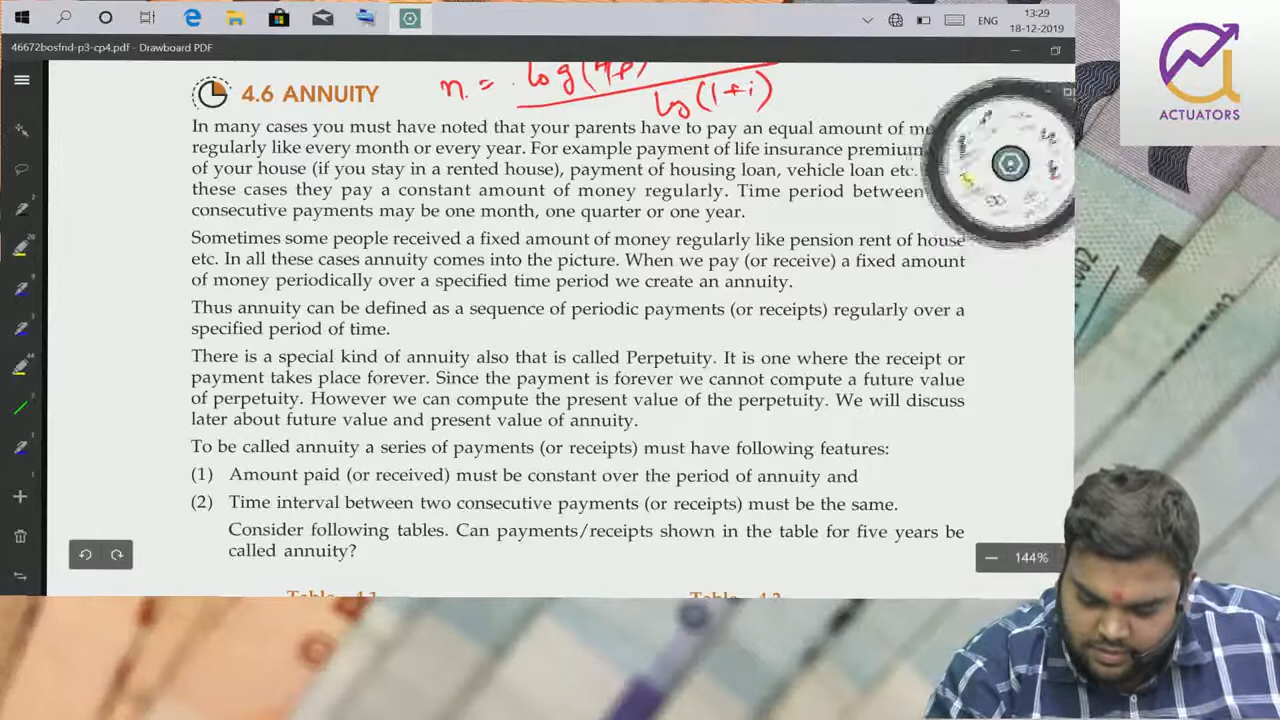 13:29
ENG
18-12-2019
46672bosfnd-p3-cp4.pdf - Drawboard PDF
n =
log(1+i)
4.6 ANNUITY
In many cases you must have noted that your parents have to pay an equal amount of
regularly like every month or every year. For example payment of life insurance premium
of your house (if you stay in a rented house), payment of housing loan, vehicle loan etc.
these cases they pay a constant amount of money regularly. Time period between
consecutive payments may be one month, one quarter or one year.
Sometimes some people received a fixed amount of money regularly like pension rent of house
etc. In all these cases annuity comes into the picture. When we pay (or receive) a fixed amount
of money periodically over a specified time period we create an annuity.
Thus annuity can be defined as a sequence of periodic payments (or receipts) regularly over a
specified period of time.
There is a special kind of annuity also that is called Perpetuity. It is one where the receipt or
payment takes place forever. Since the payment is forever we cannot compute a future value
of perpetuity. However we can compute the present value of the perpetuity. We will discuss
later about future value and present value of annuity.
To be called annuity a series of payments (or receipts) must have following features:
(1) Amount paid (or received) must be constant over the period of annuity and
(2) Time interval between two consecutive payments (or receipts) must be the same.
Consider following tables. Can payments/receipts shown in the table for five years be
called annuity?
144%
ACTUATORS